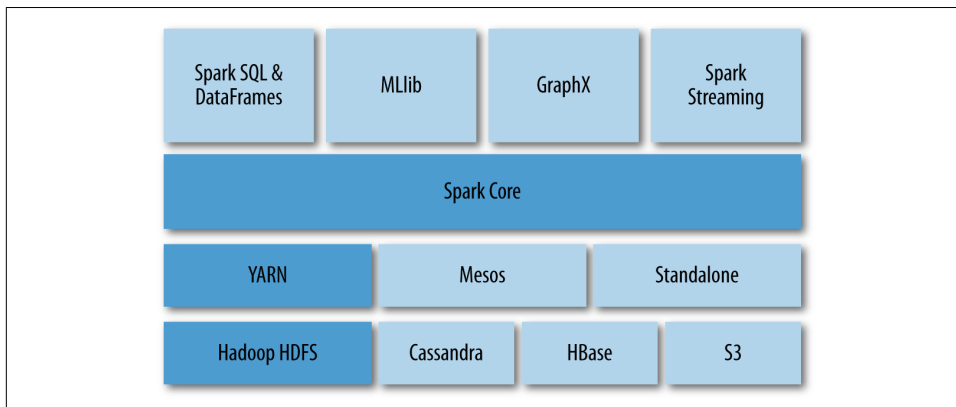 Spark SQL &
DataFrames
MLlib
GraphX
Spark
Streaming
Spark Core
YARN
Mesos
Standalone
Hadoop HDFS
Cassandra
HBase
S3